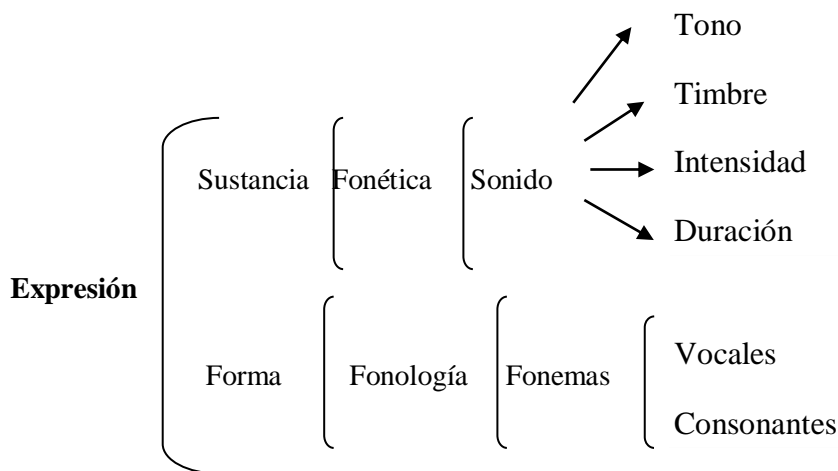 Tono
Timbre
Intensidad
Sustancia Fonética Sonido
Duración
Expresión
Vocales
Forma Fonología Fonemas
Consonantes